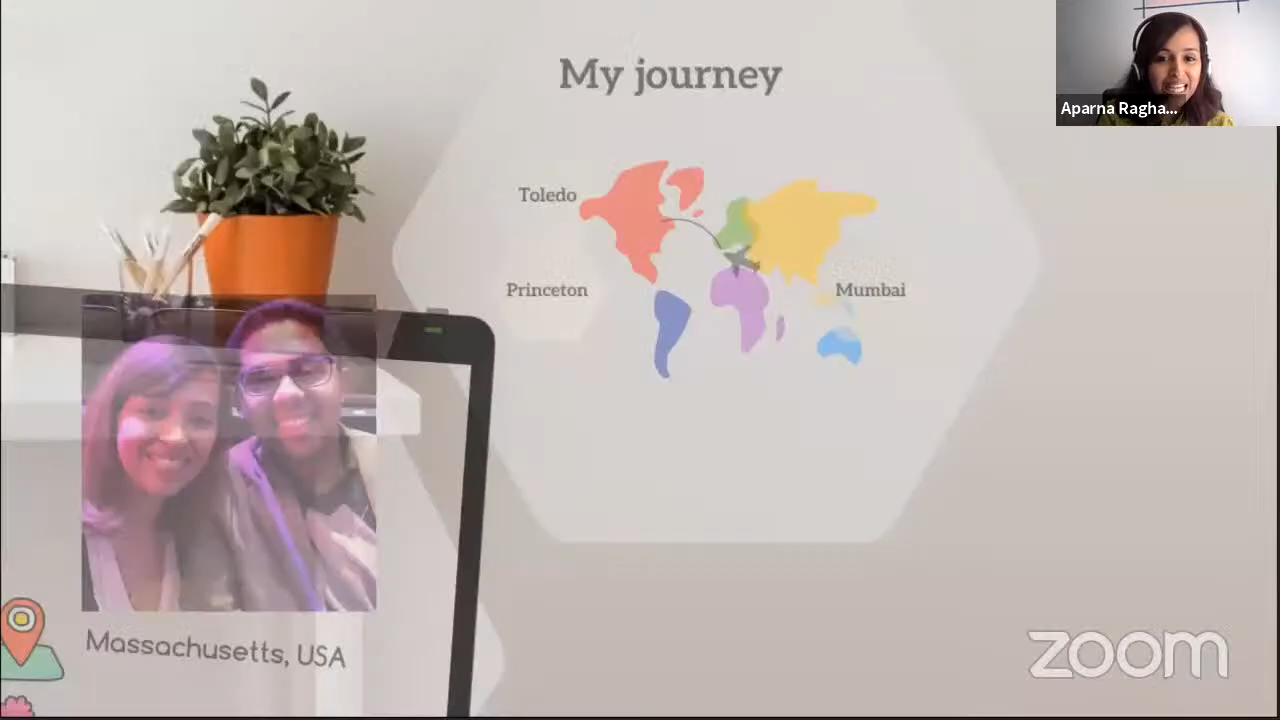 My journey
Aparna Ragha...
Toledo
Princeton
Mumbai
Massachusetts, USA
zoom